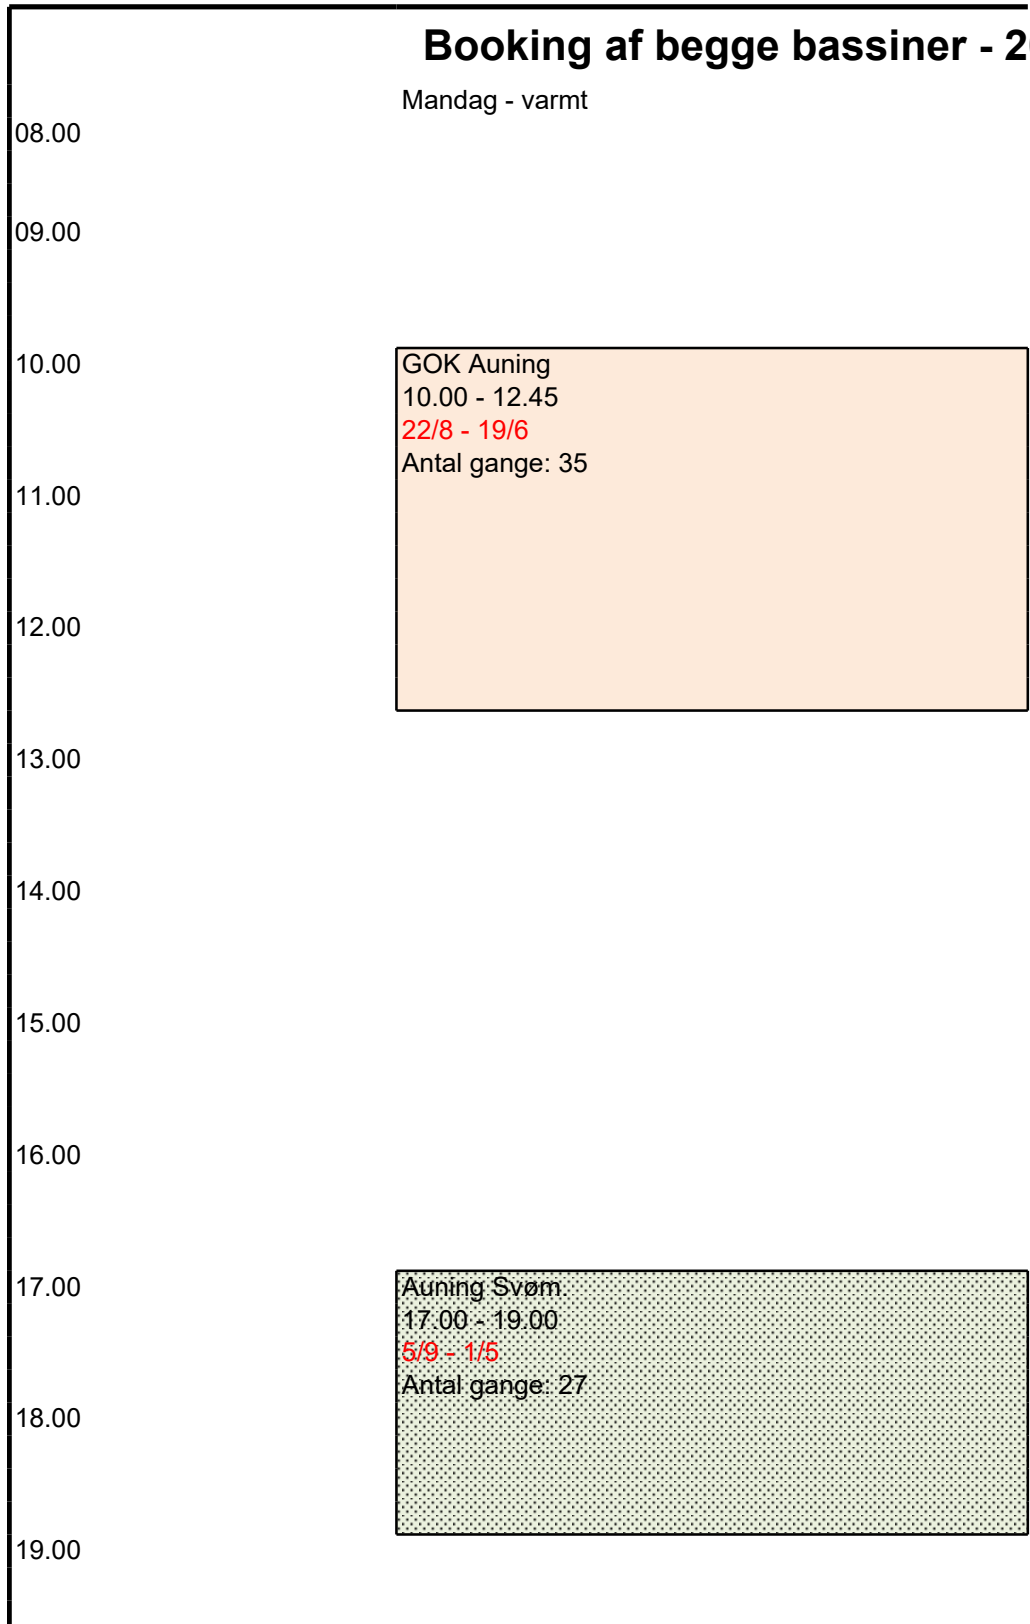 Booking af begge bassiner - 2
Mandag - varmt
08.00
09.00
10.00
GOK Auning
10.00 - 12.45
22/8 - 19/6
Antal gange: 35
11.00
12.00
13.00
14.00
15.00
16.00
17.00
Auning Svøm.
17.00 - 19.00
5/9 - 1/5
Antal gange: 27
18.00
19.00